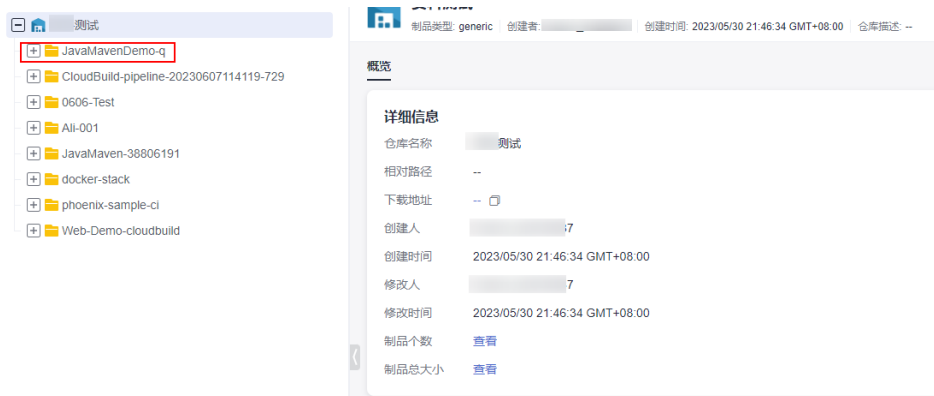 测试
JavaMavenDemo-q
CloudBuild-pipeline-20230607114119-729
0606-Test
Ali-001
JavaMaven-38806191
docker-stack
phoenix-sample-ci
Web-Demo-cloudbuild
制品类型: generic 创建者: 创建时间: 2023/05/30 21:46:34 GMT+08:00 仓库描述: --
概览
详细信息
仓库名称 测试
相对路径 --
下载地址 --
创建人 7
创建时间 2023/05/30 21:46:34 GMT+08:00
修改人 7
修改时间 2023/05/30 21:46:34 GMT+08:00
制品个数 查看
制品总大小 查看